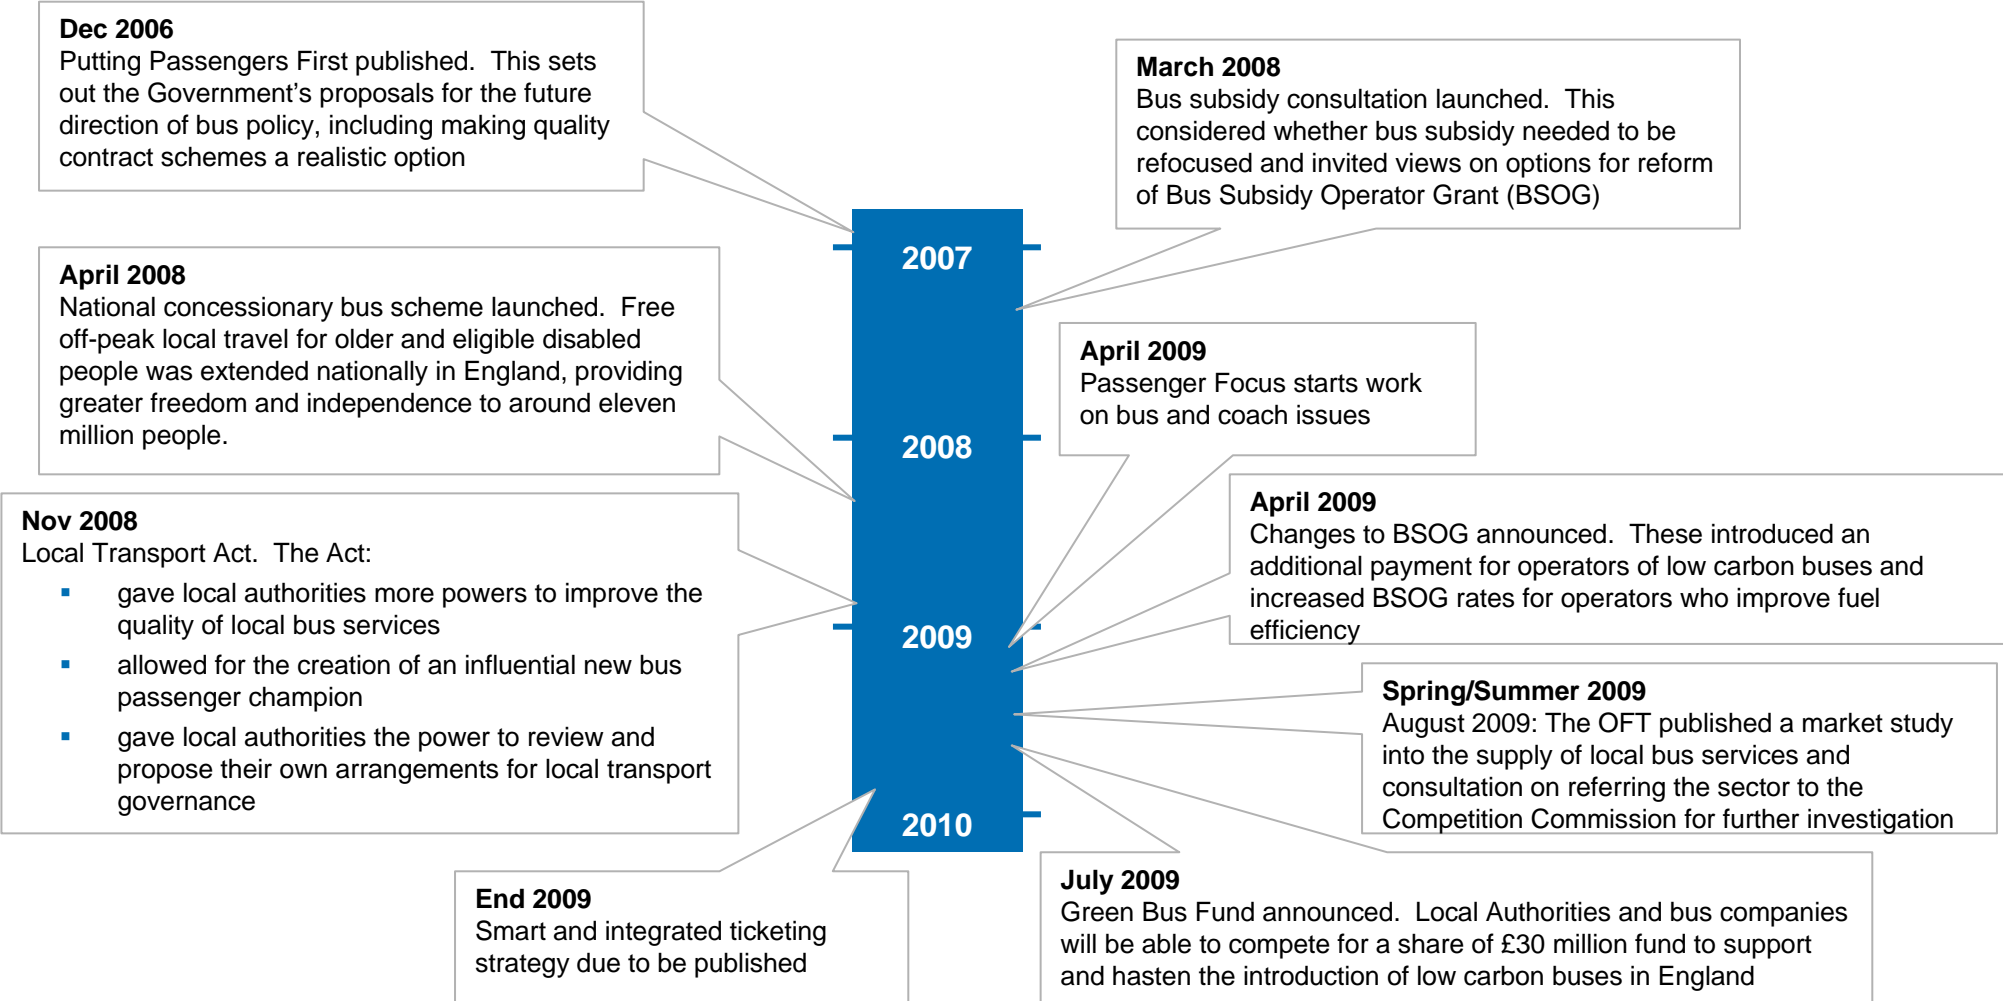 Dec 2006
Putting Passengers First published.  This sets
out the Government's proposals for the future
direction of bus policy, including making quality
contract schemes a realistic option
March 2008
Bus subsidy consultation launched.  This
considered whether bus subsidy needed to be
refocused and invited views on options for reform
of Bus Subsidy Operator Grant (BSOG)
2007
April 2008
National concessionary bus scheme launched.  Free
off-peak local travel for older and eligible disabled
people was extended nationally in England, providing
greater freedom and independence to around eleven
million people.
April 2009
Passenger Focus starts work
on bus and coach issues
2008
Nov 2008
Local Transport Act.  The Act:
▪ gave local authorities more powers to improve the
quality of local bus services
▪ allowed for the creation of an influential new bus
passenger champion
▪ gave local authorities the power to review and
propose their own arrangements for local transport
governance
April 2009
Changes to BSOG announced.  These introduced an
additional payment for operators of low carbon buses and
increased BSOG rates for operators who improve fuel
efficiency
2009
Spring/Summer 2009
August 2009: The OFT published a market study
into the supply of local bus services and
consultation on referring the sector to the
Competition Commission for further investigation
2010
End 2009
Smart and integrated ticketing
strategy due to be published
July 2009
Green Bus Fund announced.  Local Authorities and bus companies
will be able to compete for a share of £30 million fund to support
and hasten the introduction of low carbon buses in England